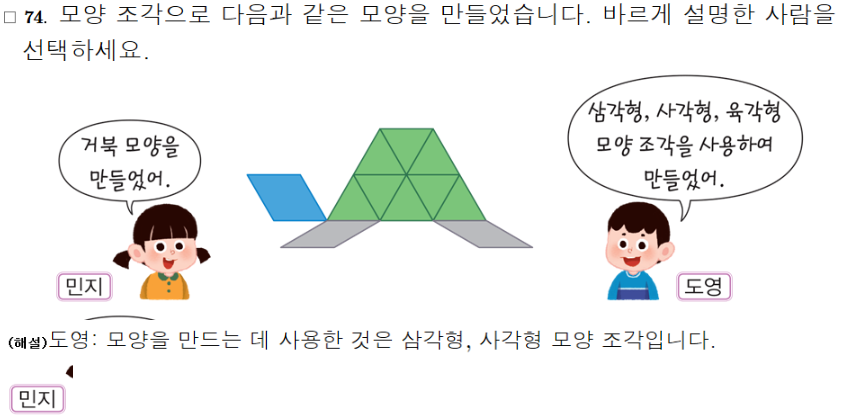 □ 74. 모양 조각으로 다음과 같은 모양을 만들었습니다. 바르게 설명한 사람을
선택하세요.
거북 모양을
만들었어.
삼각형, 사각형, 육각형
모양 조각을 사용하여
만들었어.
민지
도영
(해설)도영: 모양을 만드는 데 사용한 것은 삼각형, 사각형 모양 조각입니다.
민지